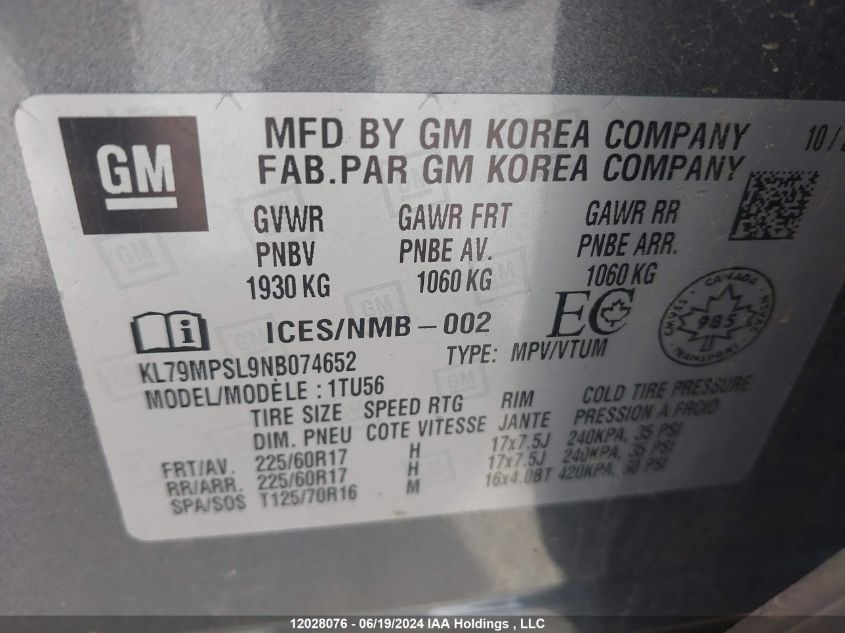 GM
MFD BY GM KOREA COMPANY 10/
FAB.PAR GM KOREA COMPANY
GVWR GAWR FRT GAWR RR
PNBV PNBE AV. PNBE ARR.
1930 KG 1060 KG 1060 KG
i ICES/NMB-002 EC
CANADA
985
TRANSPORT
KL79MPSL9NB074652 TYPE: MPV/VTUM
MODEL/MODÈLE: 1TU56
TIRE SIZE SPEED RTG RIM COLD TIRE PRESSURE
DIM. PNEU COTE VITESSE JANTE PRESSION A FROID
FRT/AV. 225/60R17 H 17x7.5J 240KPA, 35 PSI
RR/ARR. 225/60R17 H 17x7.5J 240KPA, 35 PSI
SPA/SOS T125/70R16 M 16x4.0BT 420KPA, 60 PSI
12028076 - 06/19/2024 IAA Holdings, LLC